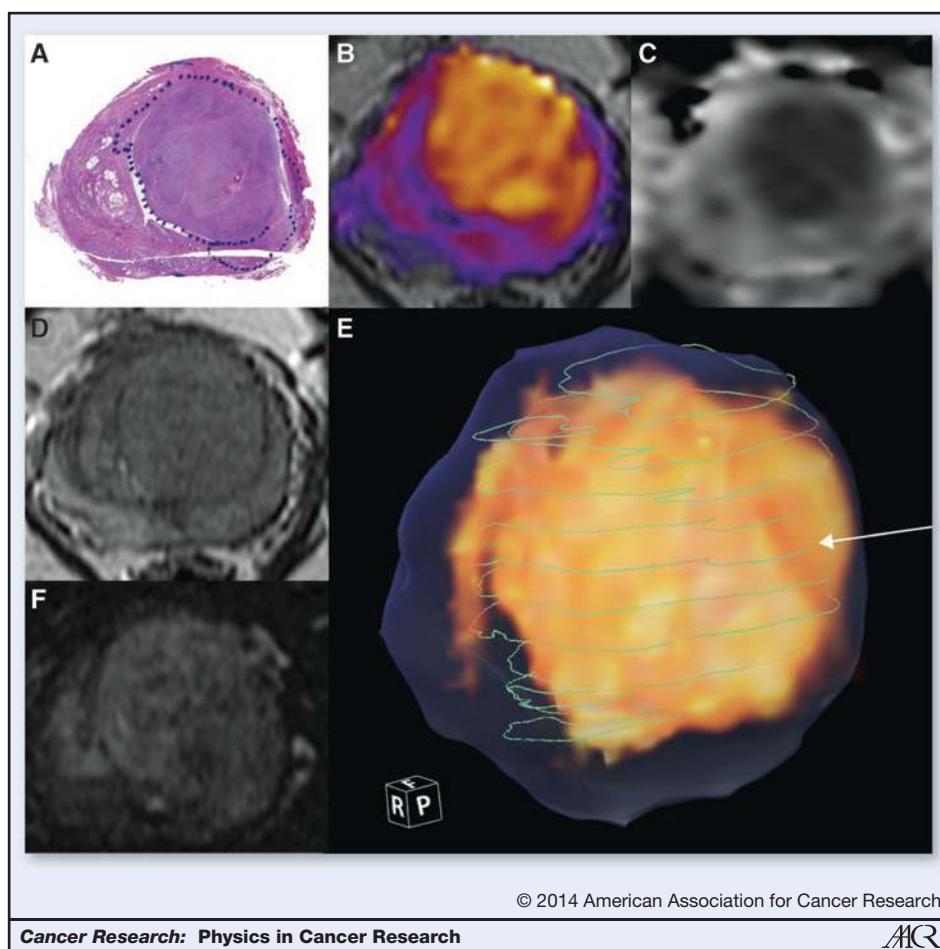 A
B
C
D
E
F
F
R
P
© 2014 American Association for Cancer Research
Cancer Research: Physics in Cancer Research
AACR